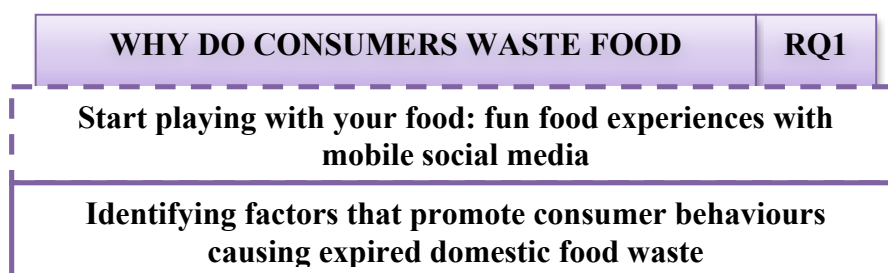 WHY DO CONSUMERS WASTE FOOD RQ1
Start playing with your food: fun food experiences with
mobile social media
Identifying factors that promote consumer behaviours
causing expired domestic food waste